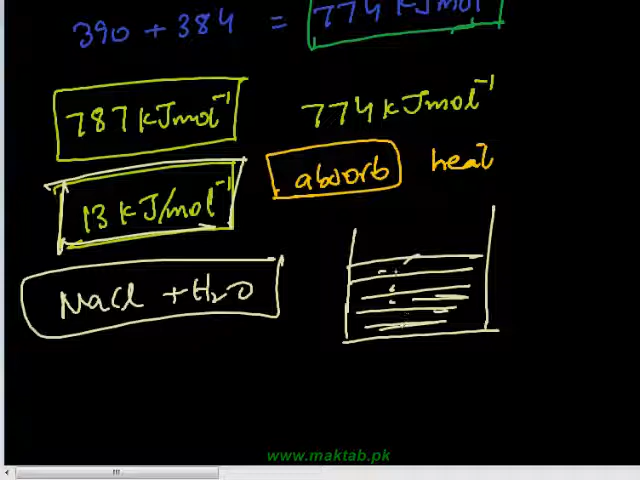 390 + 384 = 774 kJmol
787 kJmol⁻¹ 774 kJmol⁻¹
absorb heat
13 kJ/mol⁻¹
NaCl + H₂O
www.maktab.pk